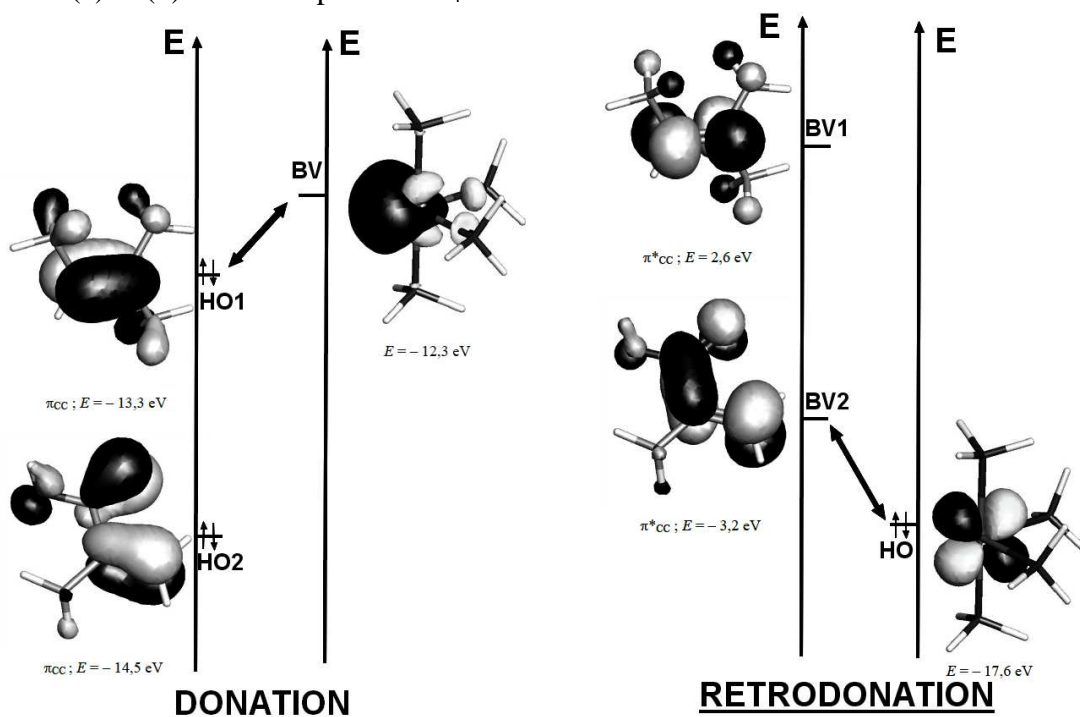 E
E
BV
HO1
E = – 12,3 eV
πCC ; E = – 13,3 eV
HO2
πCC ; E = – 14,5 eV
DONATION
E
E
BV1
π*CC ; E = 2,6 eV
BV2
π*CC ; E = – 3,2 eV
HO
E = – 17,6 eV
RETRODONATION